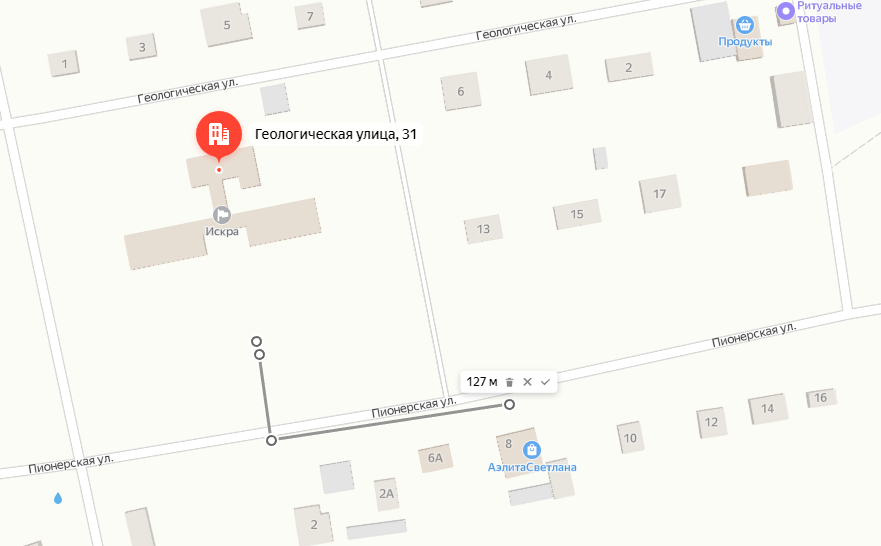 Ритуальные
товары
7
5
3
1
Геологическая ул.
Продукты
Геологическая ул.
4
2
6
Геологическая улица, 31
17
15
13
Искра
Пионерская ул.
127 м
Пионерская ул.
16
14
12
10
8
6А
АэлитаСветлана
Пионерская ул.
2А
2